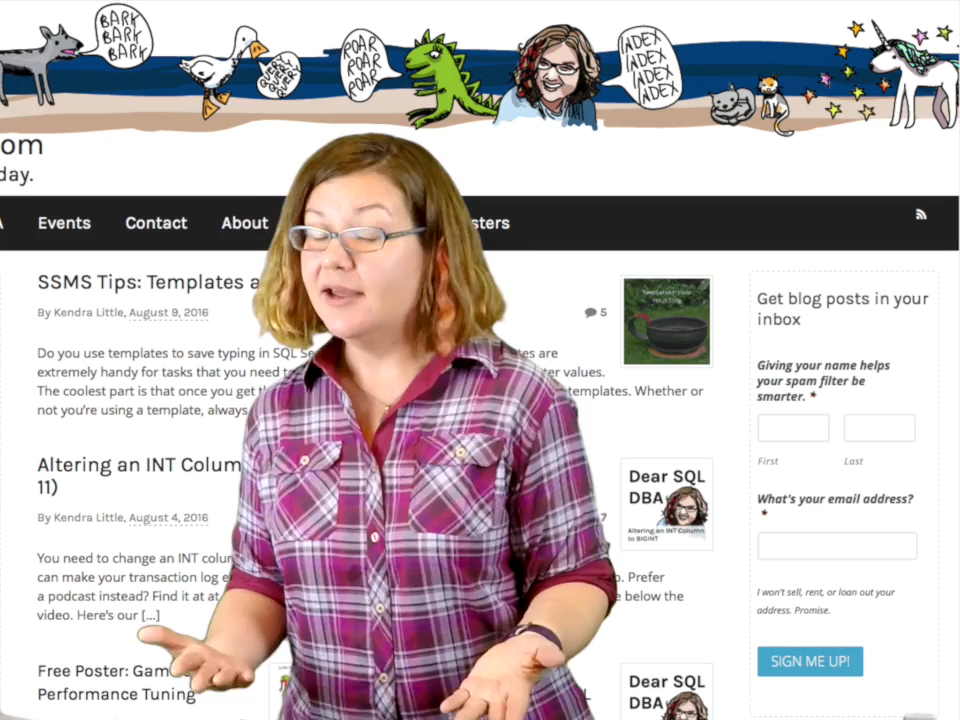 BARK
BARK
BARK
QUERY
QUERY
QUERY
ROAR
ROAR
ROAR
INDEX
INDEX
INDEX
INDEX
om
day.
A Events Contact About sters
SSMS Tips: Templates a
By Kendra Little, August 9, 2016
5
Do you use templates to save typing in SQL Se tes are
extremely handy for tasks that you need t ter values.
The coolest part is that once you get t templates. Whether or
not you're using a template, always
Altering an INT Colum
11)
By Kendra Little, August 4, 2016
7
You need to change an INT colu
can make your transaction log e o. Prefer
a podcast instead? Find it at at e below the
video. Here's our [...]
Dear SQL
DBA
Altering an INT Column
to BIGINT
Free Poster: Gam
Performance Tuning
Dear SQL
DBA
Get blog posts in your
inbox
Giving your name helps
your spam filter be
smarter. *
First Last
What's your email address?
*
I won't sell, rent, or loan out your
address. Promise.
SIGN ME UP!